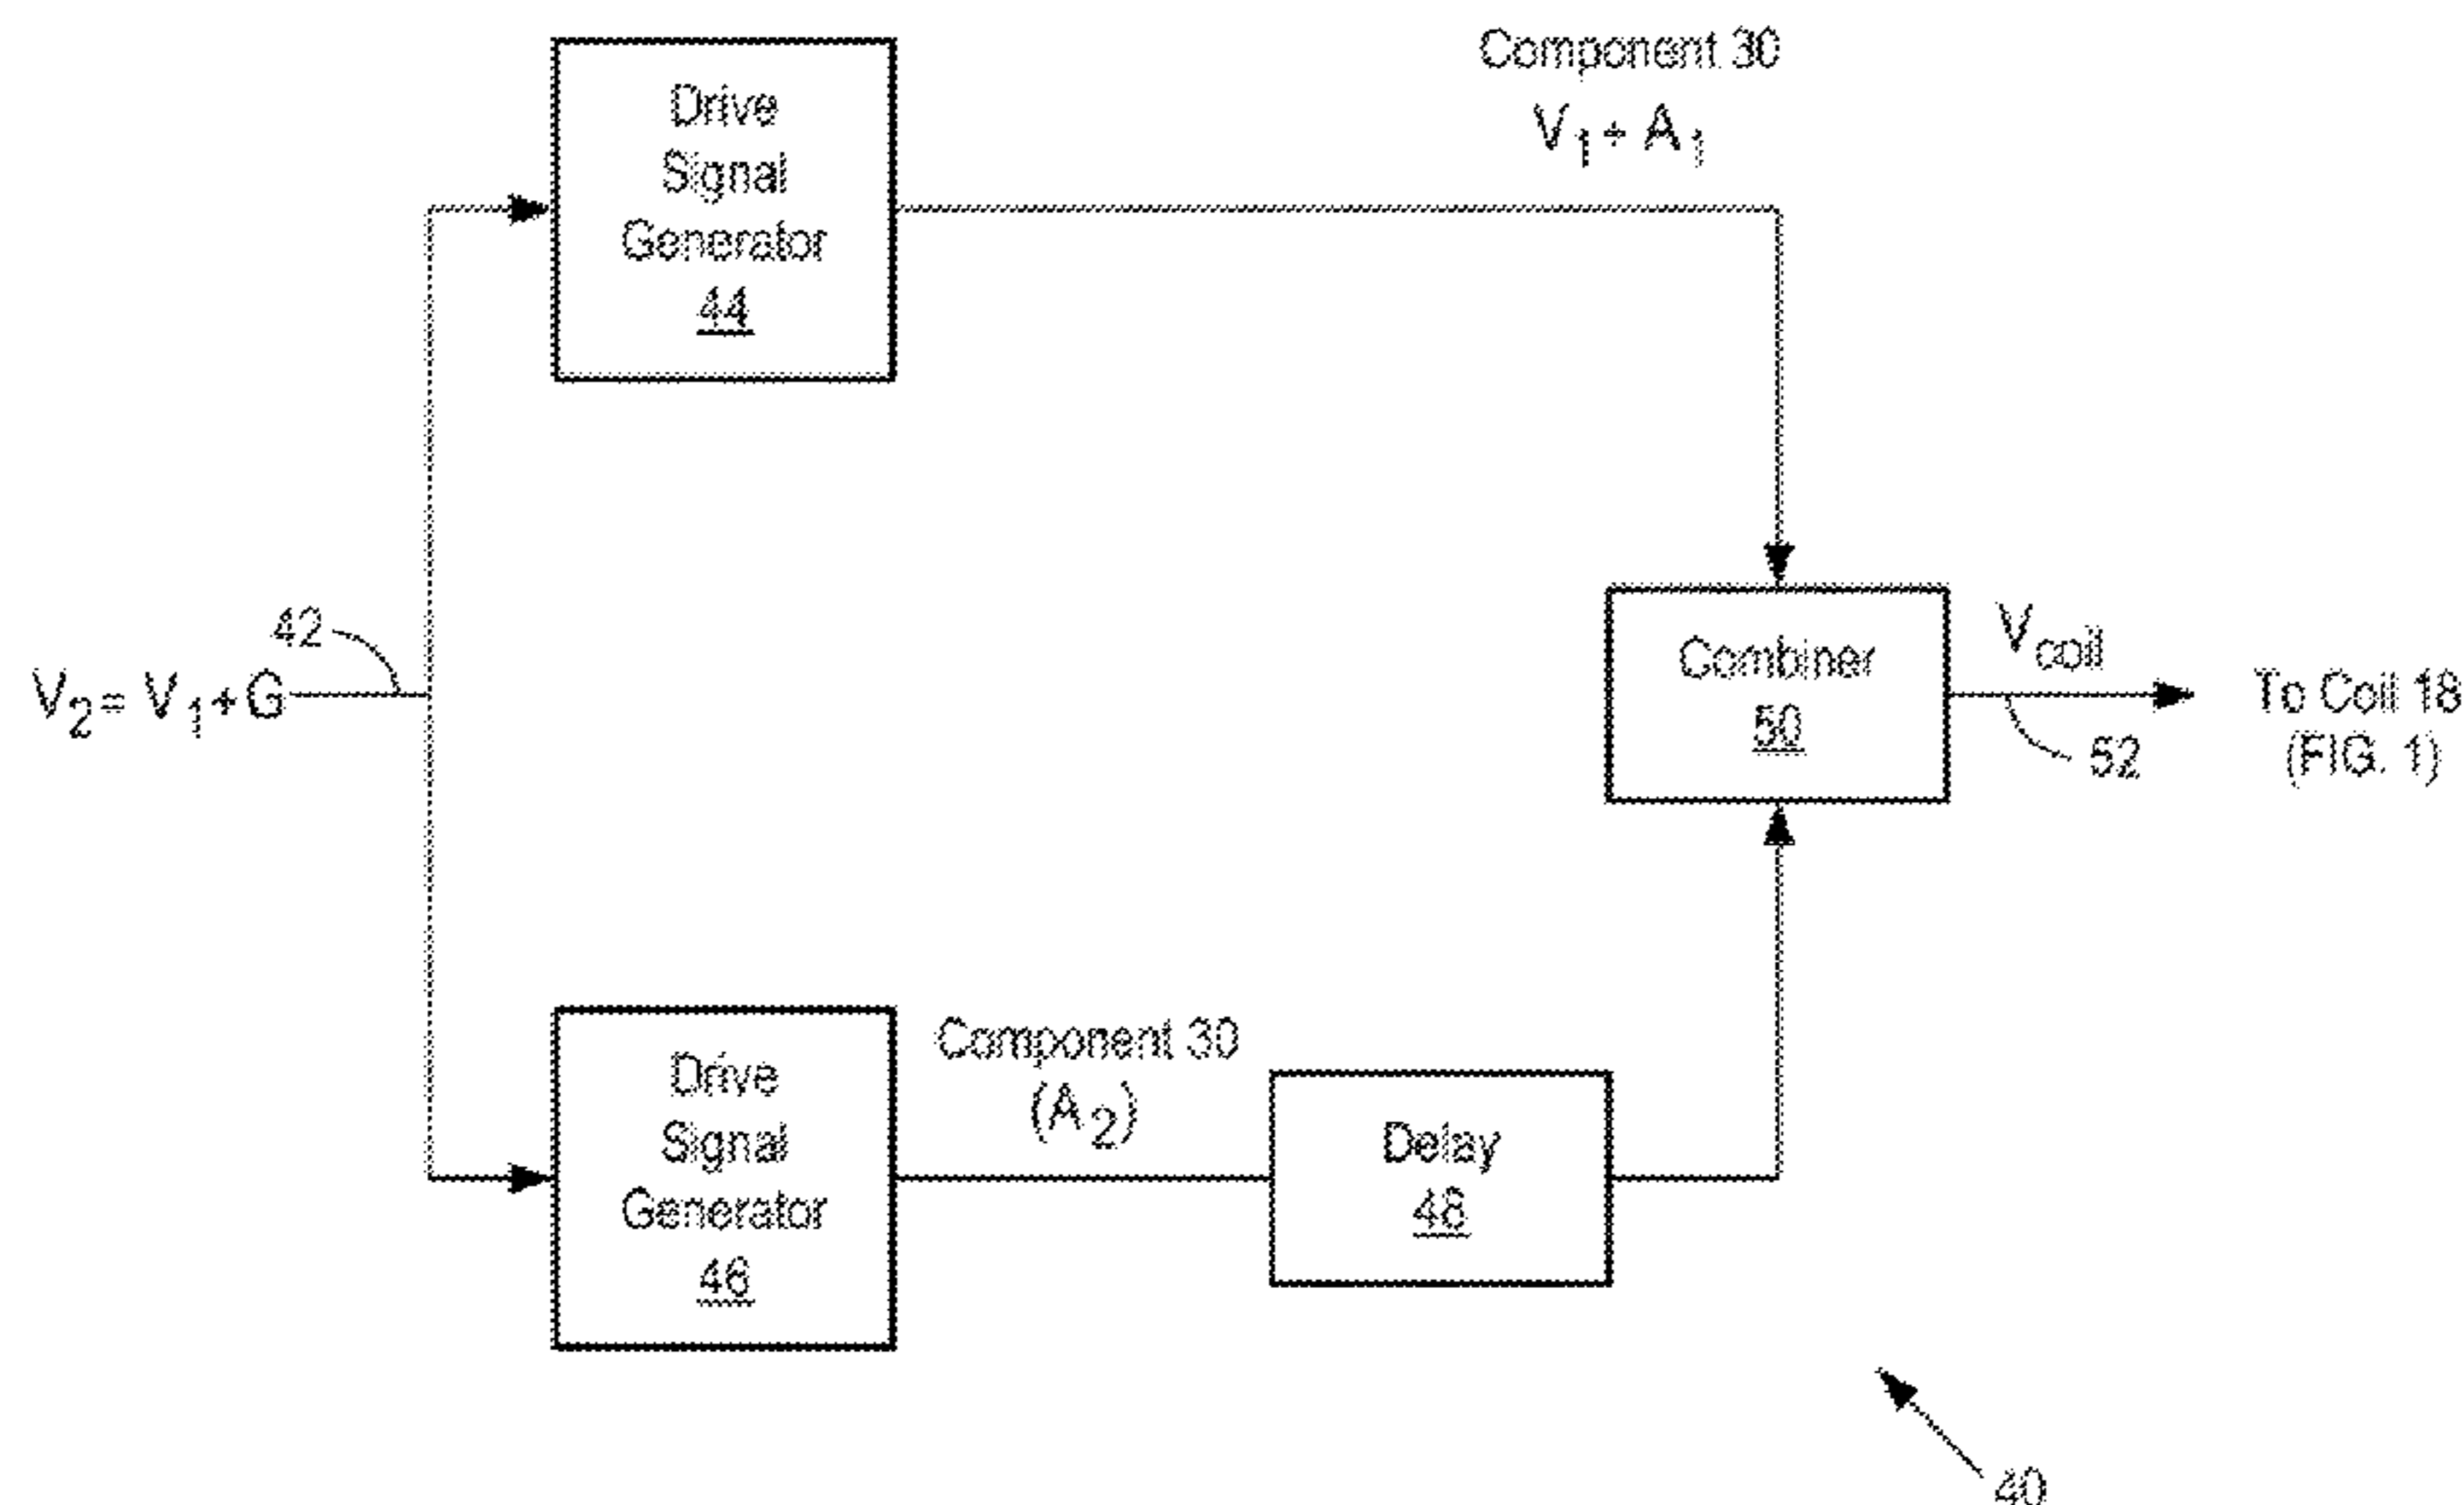 Drive
Signal
Generator
44
Component 30
V₁ + A₁
42
V₂ = V₁+G
Combiner
50
Vcoil
52
To Coil 18
(FIG. 1)
Drive
Signal
Generator
46
Component 30
(A₂)
Delay
48
40